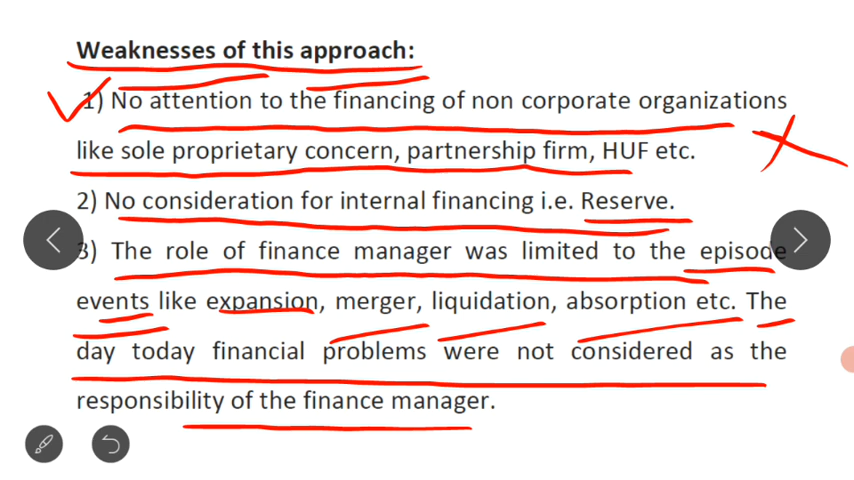 Weaknesses of this approach:
1) No attention to the financing of non corporate organizations
like sole proprietary concern, partnership firm, HUF etc.
2) No consideration for internal financing i.e. Reserve.
3) The role of finance manager was limited to the episode
events like expansion, merger, liquidation, absorption etc. The
day today financial problems were not considered as the
responsibility of the finance manager.